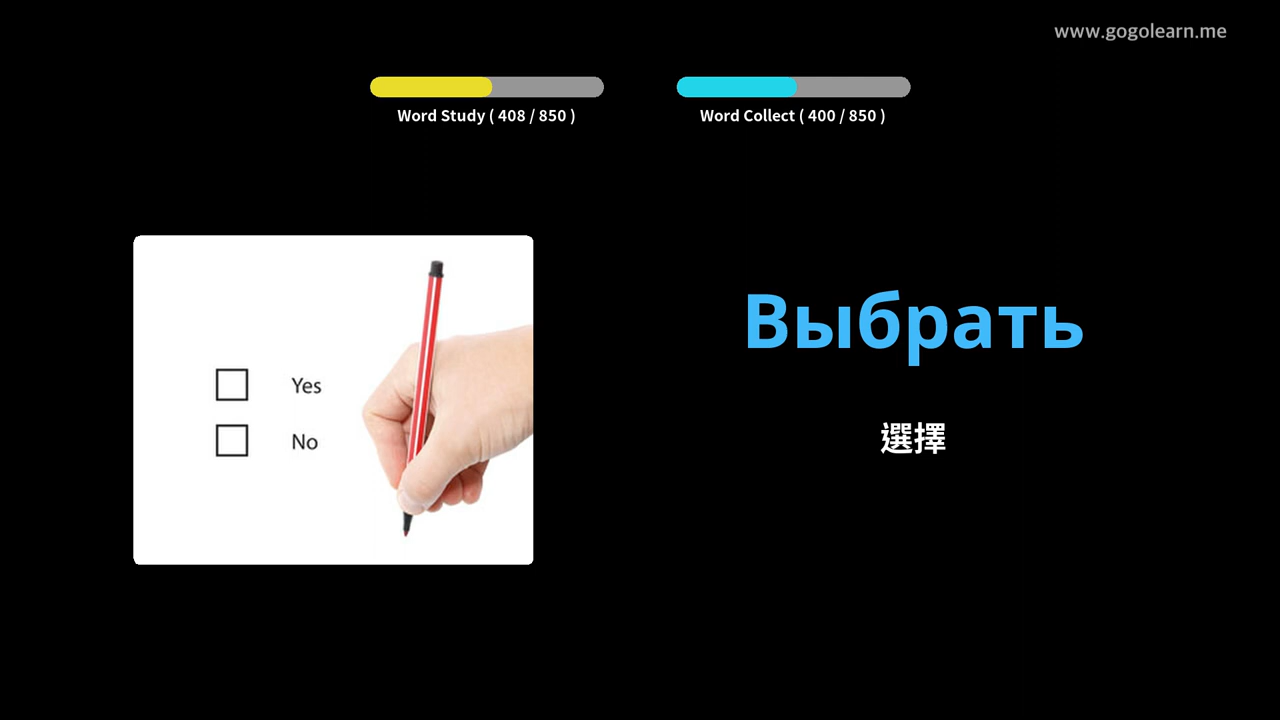 www.gogolearn.me
Word Study ( 408 / 850 )
Word Collect ( 400 / 850 )
Yes
No
Выбрать
選擇